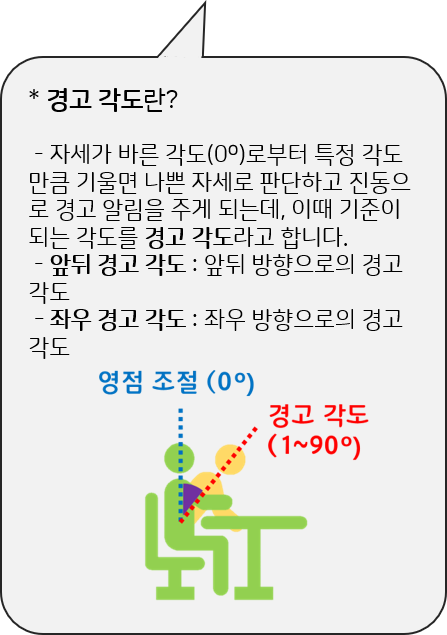 * 경고 각도란?
- 자세가 바른 각도(0º)로부터 특정 각도
만큼 기울면 나쁜 자세로 판단하고 진동으
로 경고 알림을 주게 되는데, 이때 기준이
되는 각도를 경고 각도라고 합니다.
- 앞뒤 경고 각도 : 앞뒤 방향으로의 경고
각도
- 좌우 경고 각도 : 좌우 방향으로의 경고
각도
영점 조절 (0º)
경고 각도
(1~90º)